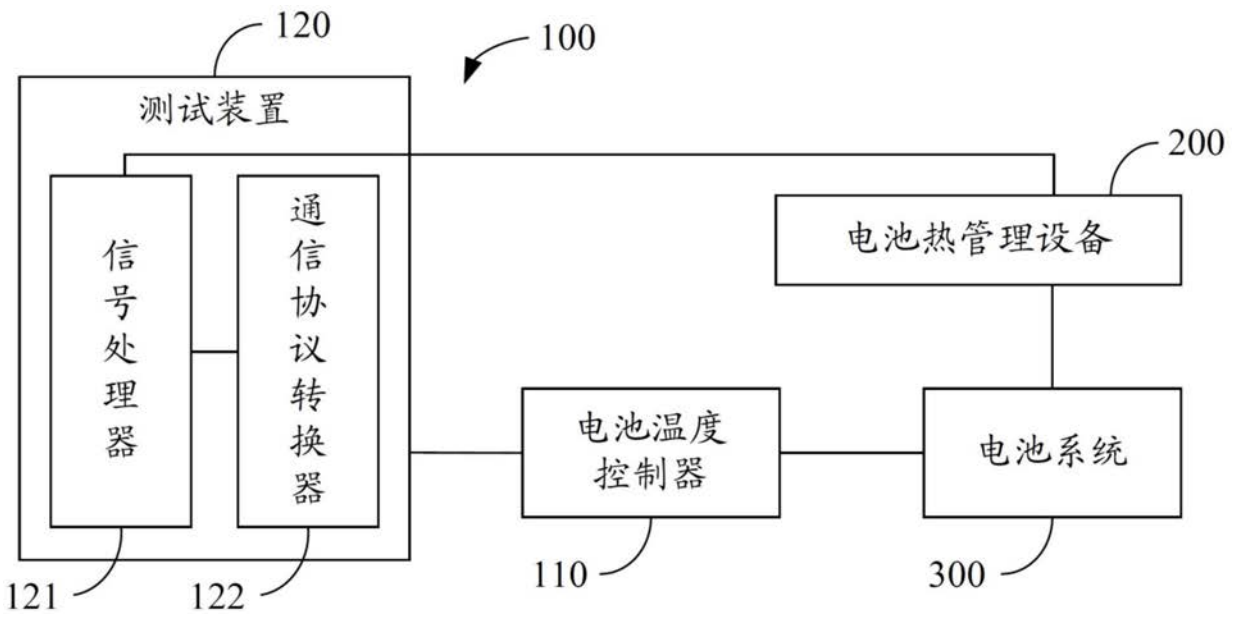 120
100
测试装置
200
信号处理器
通信协议转换器
电池热管理设备
电池温度
控制器
电池系统
121
122
110
300